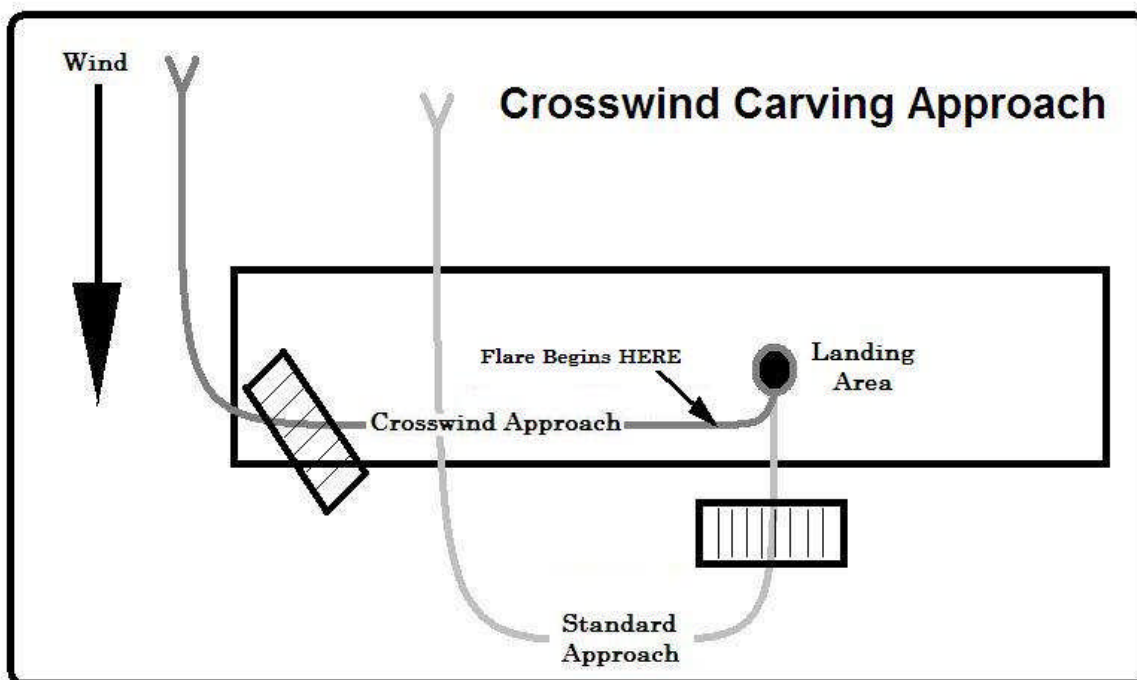 Wind
Crosswind Carving Approach
Flare Begins HERE
Landing
Area
Crosswind Approach
Standard
Approach